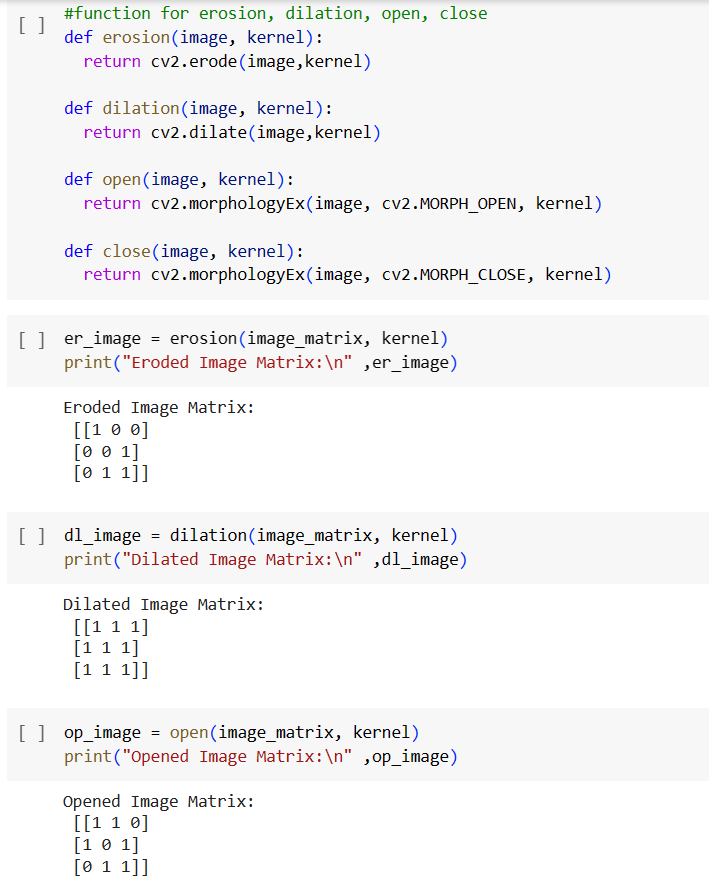 [ ] #function for erosion, dilation, open, close
def erosion(image, kernel):
  return cv2.erode(image,kernel)

def dilation(image, kernel):
  return cv2.dilate(image,kernel)

def open(image, kernel):
  return cv2.morphologyEx(image, cv2.MORPH_OPEN, kernel)

def close(image, kernel):
  return cv2.morphologyEx(image, cv2.MORPH_CLOSE, kernel)

[ ] er_image = erosion(image_matrix, kernel)
print("Eroded Image Matrix:\n" ,er_image)

Eroded Image Matrix:
 [[1 0 0]
 [0 0 1]
 [0 1 1]]

[ ] dl_image = dilation(image_matrix, kernel)
print("Dilated Image Matrix:\n" ,dl_image)

Dilated Image Matrix:
 [[1 1 1]
 [1 1 1]
 [1 1 1]]

[ ] op_image = open(image_matrix, kernel)
print("Opened Image Matrix:\n" ,op_image)

Opened Image Matrix:
 [[1 1 0]
 [1 0 1]
 [0 1 1]]